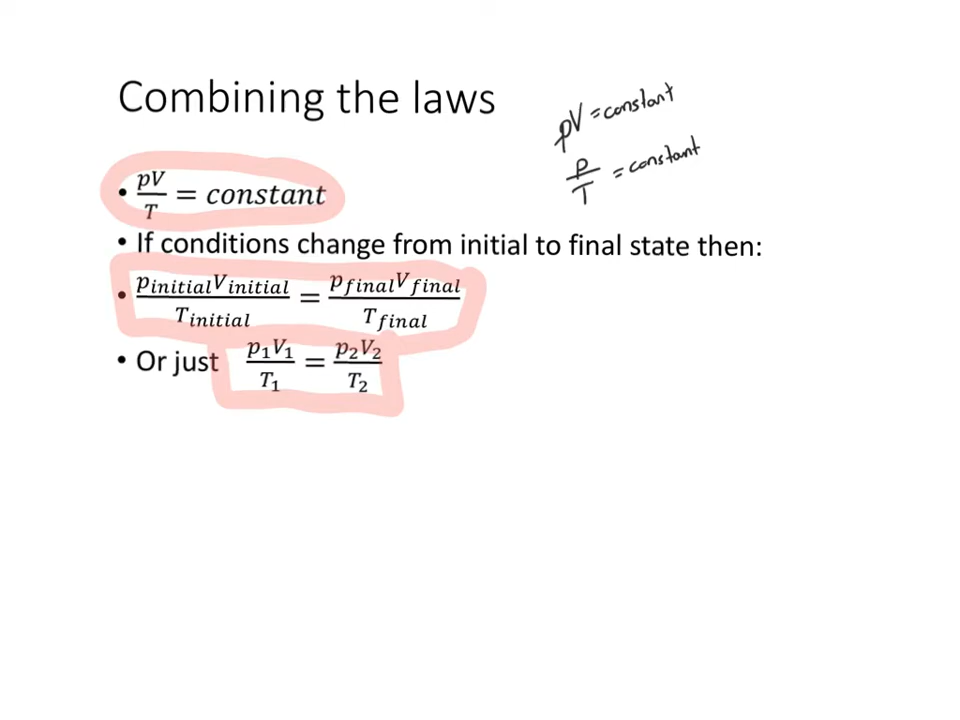 Combining the laws
pV = constant
p/T = constant
• pV/T = constant
• If conditions change from initial to final state then:
• p_initial V_initial / T_initial = p_final V_final / T_final
• Or just p₁V₁/T₁ = p₂V₂/T₂